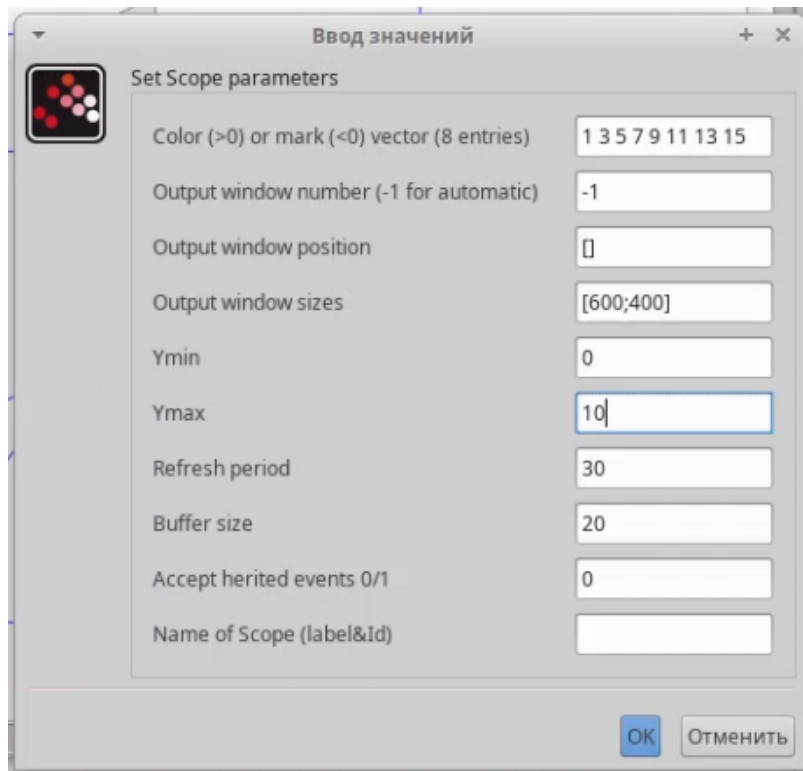 Ввод значений
Set Scope parameters
Color (>0) or mark (<0) vector (8 entries) 1 3 5 7 9 11 13 15
Output window number (-1 for automatic) -1
Output window position []
Output window sizes [600;400]
Ymin 0
Ymax 10
Refresh period 30
Buffer size 20
Accept herited events 0/1 0
Name of Scope (label&Id)
OK Отменить